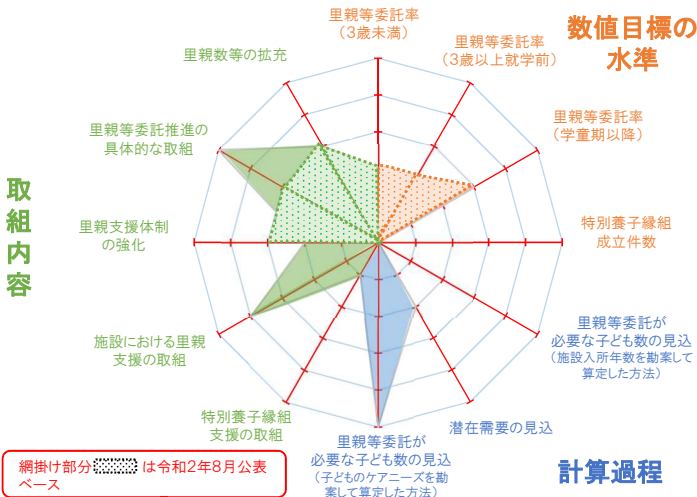 数値目標の
水準
里親等委託率
（3歳未満）
里親等委託率
（3歳以上就学前）
里親等委託率
（学童期以降）
特別養子縁組
成立件数
里親等委託が
必要な子ども数の見込
（施設入所年数を勘案して
算定した方法）
潜在需要の見込
計算過程
里親等委託が
必要な子ども数の見込
（子どものケアニーズを勘
案して算定した方法）
特別養子縁組
支援の取組
施設における里親
支援の取組
里親支援体制
の強化
里親等委託推進の
具体的な取組
里親数等の拡充
取組内容
網掛け部分 は令和2年8月公表
ベース